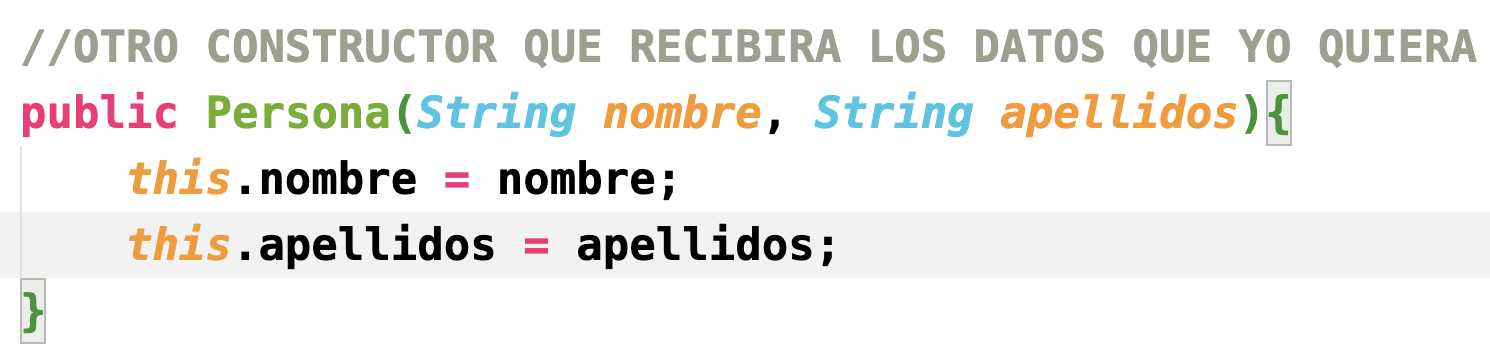 //OTRO CONSTRUCTOR QUE RECIBIRA LOS DATOS QUE YO QUIERA
public Persona(String nombre, String apellidos){
    this.nombre = nombre;
    this.apellidos = apellidos;
}